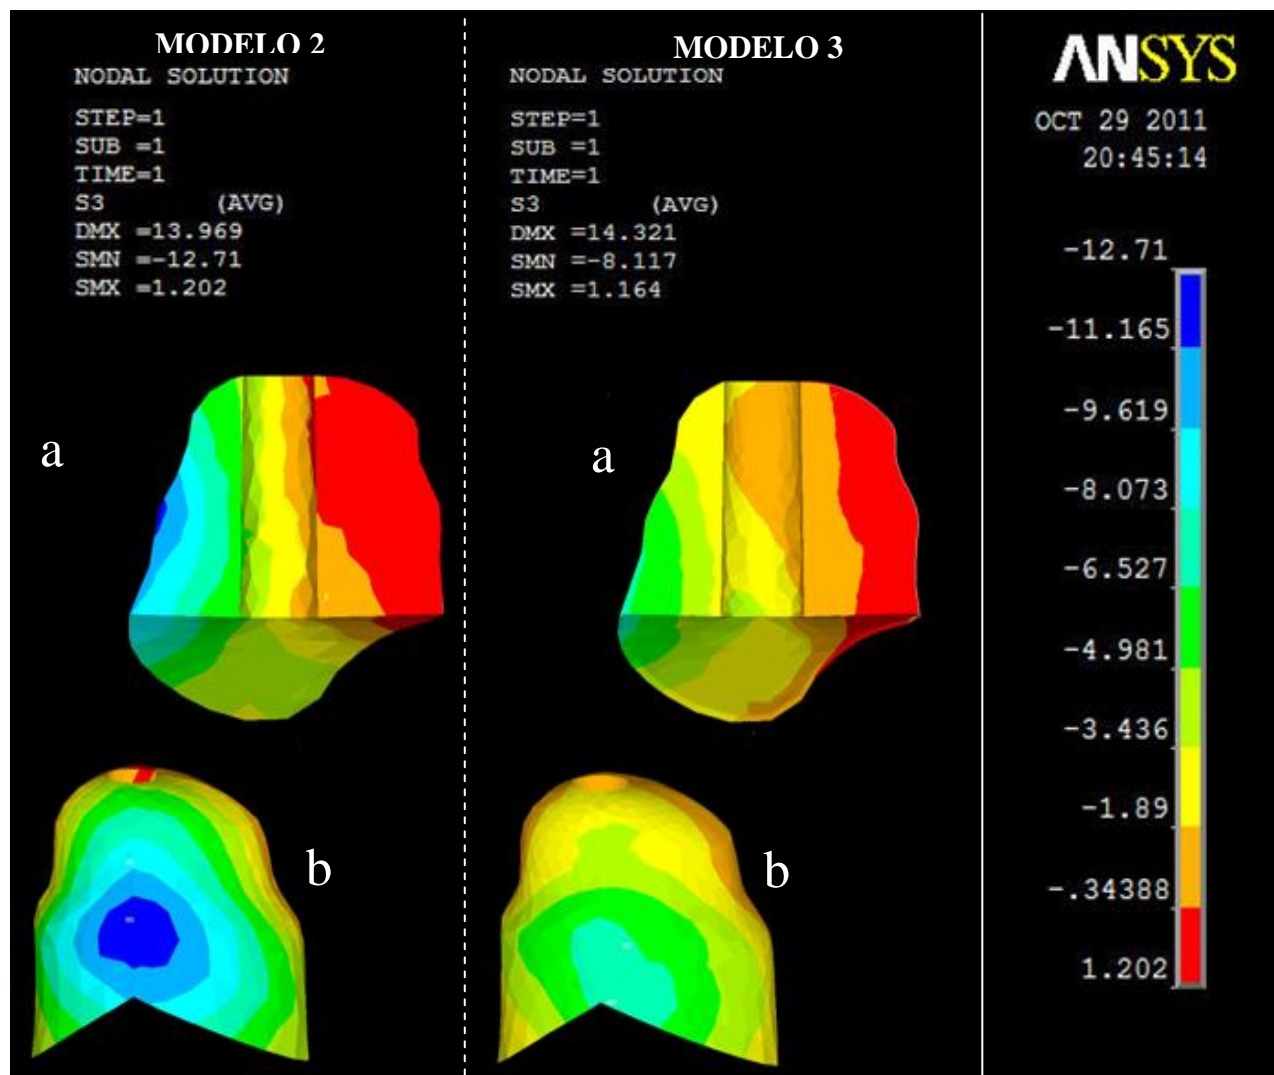 MODELO 2
NODAL SOLUTION
STEP=1
SUB =1
TIME=1
S3 (AVG)
DMX =13.969
SMN =-12.71
SMX =1.202
a
b
MODELO 3
NODAL SOLUTION
STEP=1
SUB =1
TIME=1
S3 (AVG)
DMX =14.321
SMN =-8.117
SMX =1.164
a
b
ANSYS
OCT 29 2011
20:45:14
-12.71
-11.165
-9.619
-8.073
-6.527
-4.981
-3.436
-1.89
-.34388
1.202